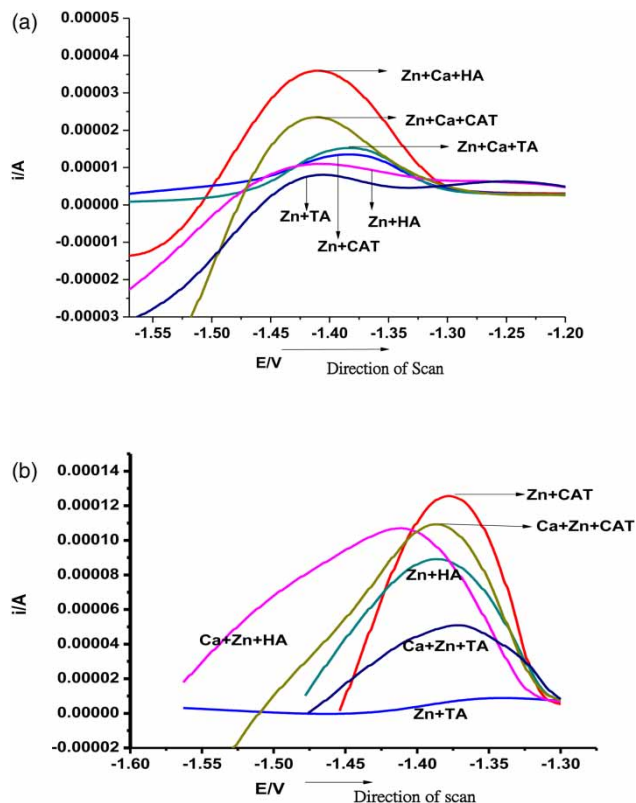 (a)
0.00005
0.00004
0.00003
0.00002
0.00001
0.00000
-0.00001
-0.00002
-0.00003
i/A
Zn+Ca+HA
Zn+Ca+CAT
Zn+Ca+TA
Zn+TA
Zn+HA
Zn+CAT
-1.55 -1.50 -1.45 -1.40 -1.35 -1.30 -1.25 -1.20
E/V Direction of Scan
(b)
0.00014
0.00012
0.00010
0.00008
0.00006
0.00004
0.00002
0.00000
-0.00002
i/A
Zn+CAT
Ca+Zn+CAT
Zn+HA
Ca+Zn+HA
Ca+Zn+TA
Zn+TA
-1.60 -1.55 -1.50 -1.45 -1.40 -1.35 -1.30
E/V Direction of scan